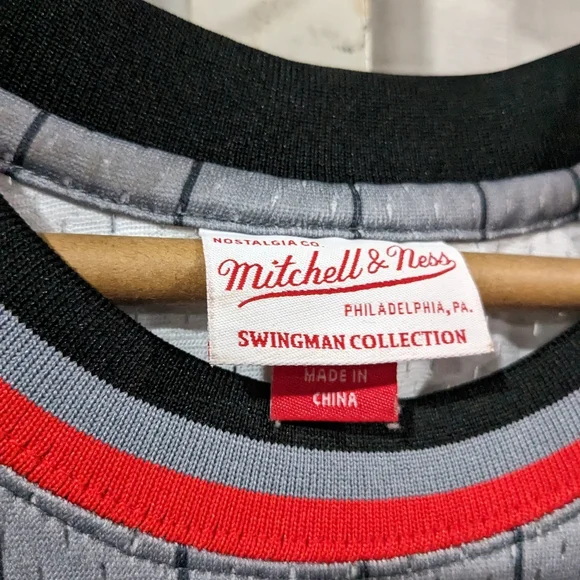 NOSTALGIA CO.
Mitchell & Ness
PHILADELPHIA, PA.
SWINGMAN COLLECTION
MADE IN
CHINA